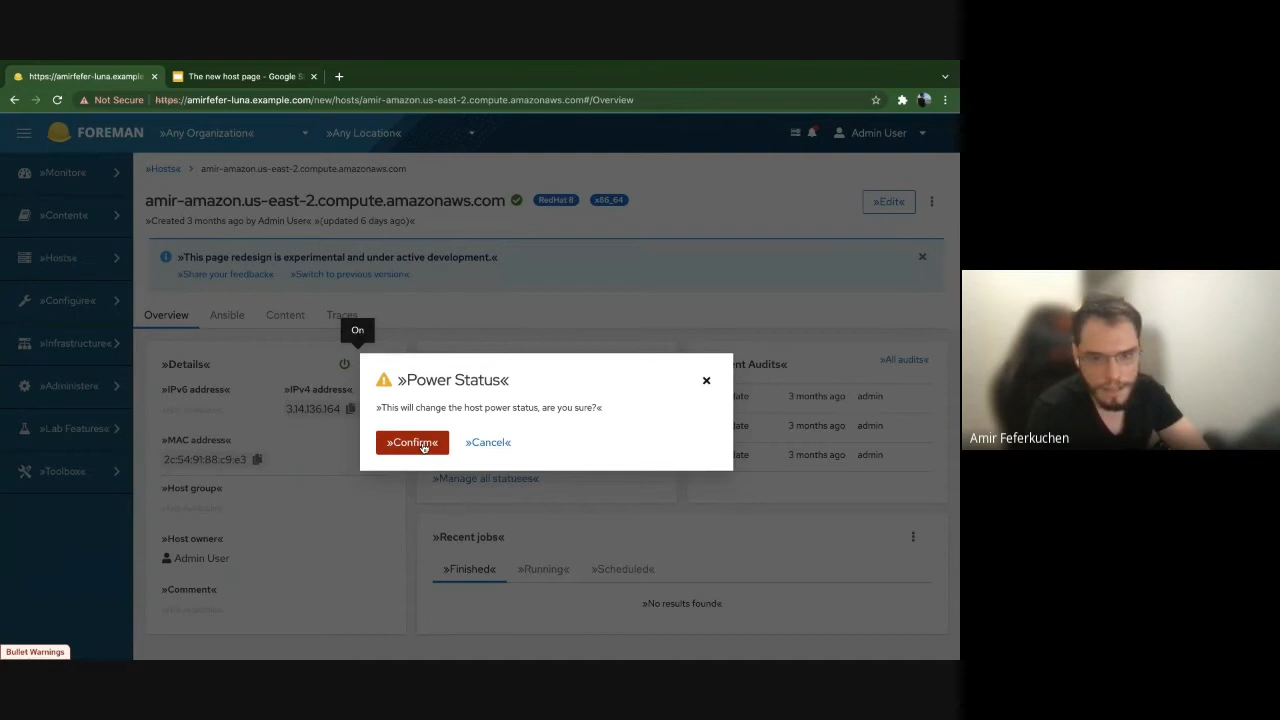 https://amirfefer-luna.example
The new host page - Google S
Not Secure
https://amirfefer-luna.example.com/new/hosts/amir-amazon.us-east-2.compute.amazonaws.com#/Overview
FOREMAN
»Any Organization«
»Any Location«
Admin User
»Monitor«
»Content«
»Hosts«
»Configure«
»Infrastructure«
»Administer«
»Lab Features«
»Toolbox«
»Hosts«
amir-amazon.us-east-2.compute.amazonaws.com
amir-amazon.us-east-2.compute.amazonaws.com
RedHat 8
x86_64
»Edit«
»Created 3 months ago by Admin User« »(updated 6 days ago)«
»This page redesign is experimental and under active development.«
»Share your feedback«
»Switch to previous version«
Overview
Ansible
Content
Traces
On
»Details«
»IPv6 address«
»IPv4 address«
3.14.136.164
»MAC address«
2c:54:91:88:c9:e3
»Host group«
»Host owner«
Admin User
»Comment«
»Power Status«
»This will change the host power status, are you sure?«
»Confirm«
»Cancel«
»Manage all statuses«
nt Audits«
»All audits«
date 3 months ago admin
date 3 months ago admin
date 3 months ago admin
»Recent jobs«
»Finished«
»Running«
»Scheduled«
»No results found«
Bullet Warnings
Amir Feferkuchen